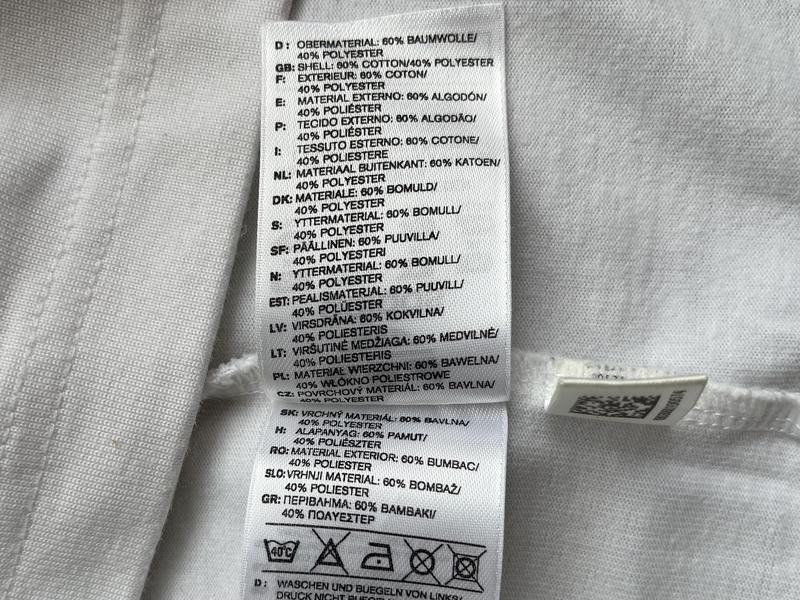 D: OBERMATERIAL: 60% BAUMWOLLE/
40% POLYESTER
GB: SHELL: 60% COTTON/40% POLYESTER
F: EXTERIEUR: 60% COTON/
40% POLYESTER
E: MATERIAL EXTERNO: 60% ALGODÓN/
40% POLIÉSTER
P: TECIDO EXTERNO: 60% ALGODÃO/
40% POLIÉSTER
I: TESSUTO ESTERNO: 60% COTONE/
40% POLIESTERE
NL: MATERIAAL BUITENKANT: 60% KATOEN/
40% POLYESTER
DK: MATERIALE: 60% BOMULD/
40% POLYESTER
S: YTTERMATERIAL: 60% BOMULL/
40% POLYESTER
SF: PÄÄLLINEN: 60% PUUVILLA/
40% POLYESTERI
N: YTTERMATERIAL: 60% BOMULL/
40% POLYESTER
EST: PEALISMATERJAL: 60% PUUVILL/
40% POLÜESTER
LV: VIRSDRĀNA: 60% KOKVILNA/
40% POLIESTERIS
LT: VIRŠUTINĖ MEDŽIAGA: 60% MEDVILNĖ/
40% POLIESTERIS
PL: MATERIAŁ WIERZCHNI: 60% BAWEŁNA/
40% WŁÓKNO POLIESTROWE
CZ: POVRCHOVÝ MATERIÁL: 60% BAVLNA/
40% POLYESTER
SK: VRCHNÝ MATERIÁL: 60% BAVLNA/
40% POLYESTER
H: ALAPANYAG: 60% PAMUT/
40% POLIÉSZTER
RO: MATERIAL EXTERIOR: 60% BUMBAC/
40% POLIESTER
SLO: VRHNJI MATERIAL: 60% BOMBAŽ/
40% POLIESTER
GR: ΠΕΡΙΒΛΗΜΑ: 60% ΒΑΜΒΑΚΙ/
40% ΠΟΛΥΕΣΤΕΡ
40°C
D: WASCHEN UND BUEGELN VON LINKS/
DRUCK NICHT